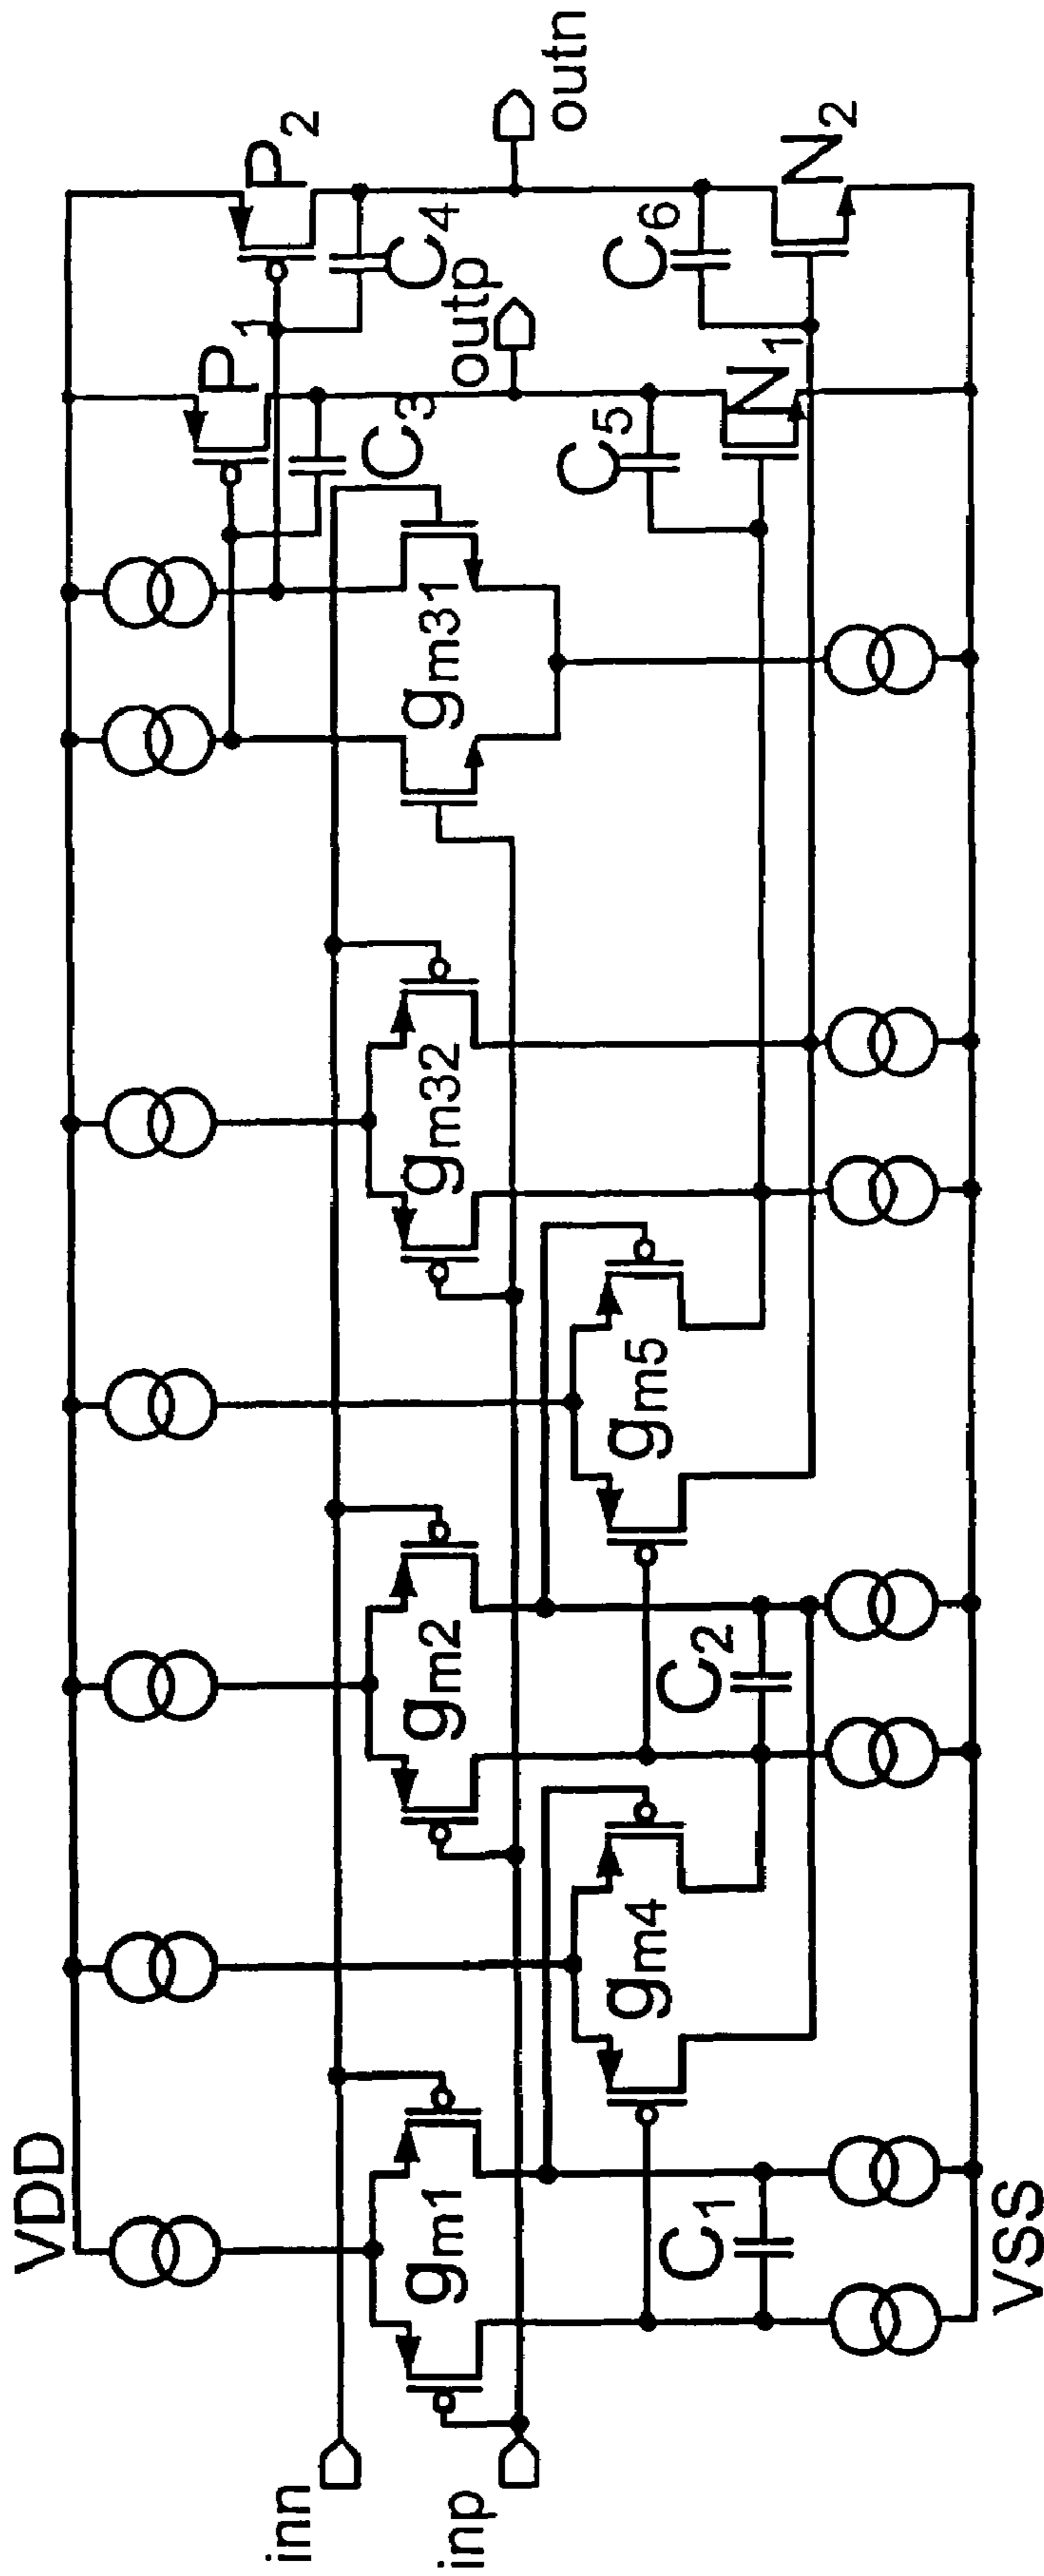 VDD
inn
inp
gm1
gm4
gm2
gm5
gm32
gm31
C1
C2
C3
C4
C5
C6
P1
P2
N1
N2
outp
outn
VSS